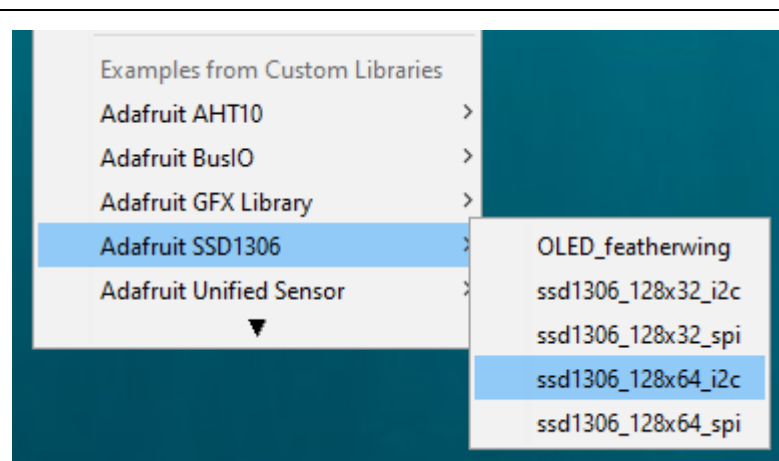 Examples from Custom Libraries
Adafruit AHT10
Adafruit BusIO
Adafruit GFX Library
Adafruit SSD1306
Adafruit Unified Sensor
OLED_featherwing
ssd1306_128x32_i2c
ssd1306_128x32_spi
ssd1306_128x64_i2c
ssd1306_128x64_spi